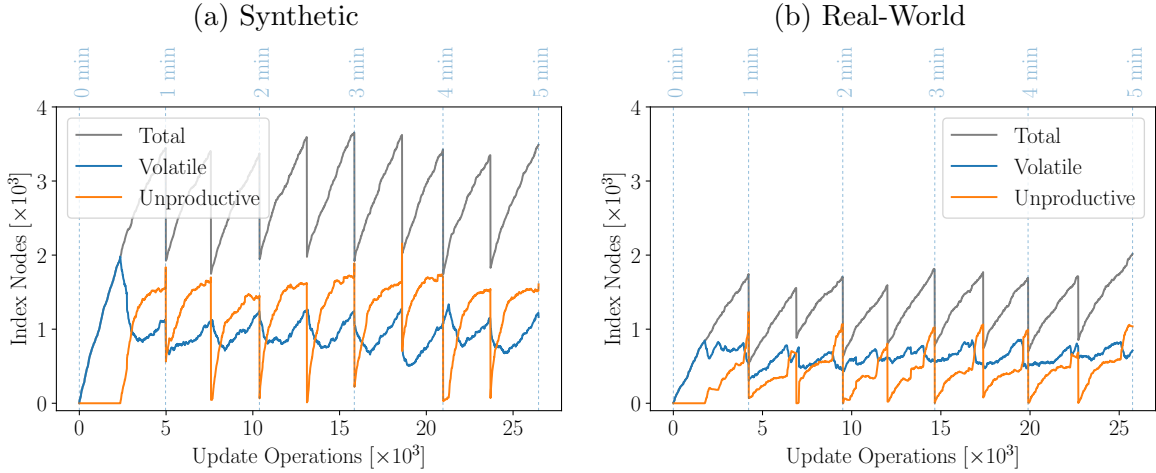 (a) Synthetic
0 min
1 min
2 min
3 min
4 min
5 min
Index Nodes [×10³]
4
3
2
1
0
Total
Volatile
Unproductive
0
5
10
15
20
25
Update Operations [×10³]
(b) Real-World
0 min
1 min
2 min
3 min
4 min
5 min
Index Nodes [×10³]
4
3
2
1
0
Total
Volatile
Unproductive
0
5
10
15
20
25
Update Operations [×10³]